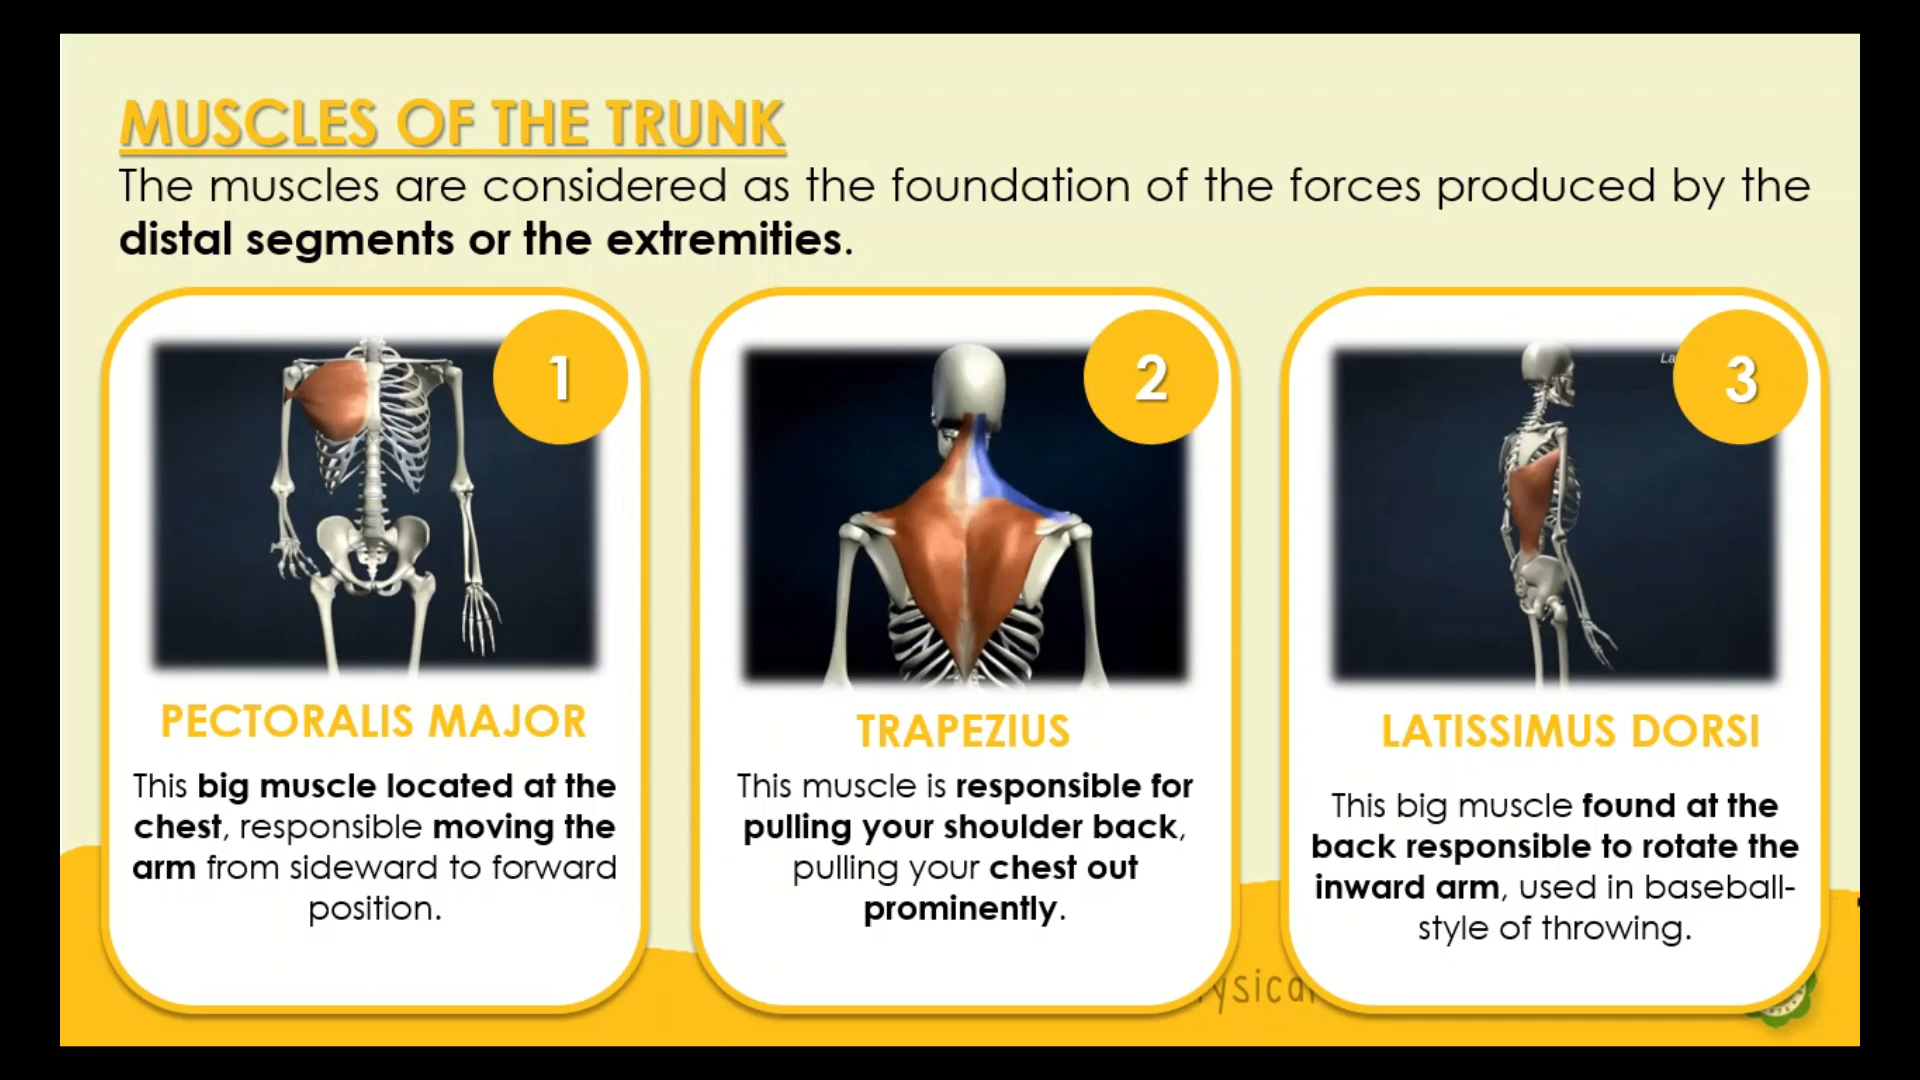 MUSCLES OF THE TRUNK
The muscles are considered as the foundation of the forces produced by the
distal segments or the extremities.
1
PECTORALIS MAJOR
This big muscle located at the
chest, responsible moving the
arm from sideward to forward
position.
2
TRAPEZIUS
This muscle is responsible for
pulling your shoulder back,
pulling your chest out
prominently.
La
3
LATISSIMUS DORSI
This big muscle found at the
back responsible to rotate the
inward arm, used in baseball-
style of throwing.